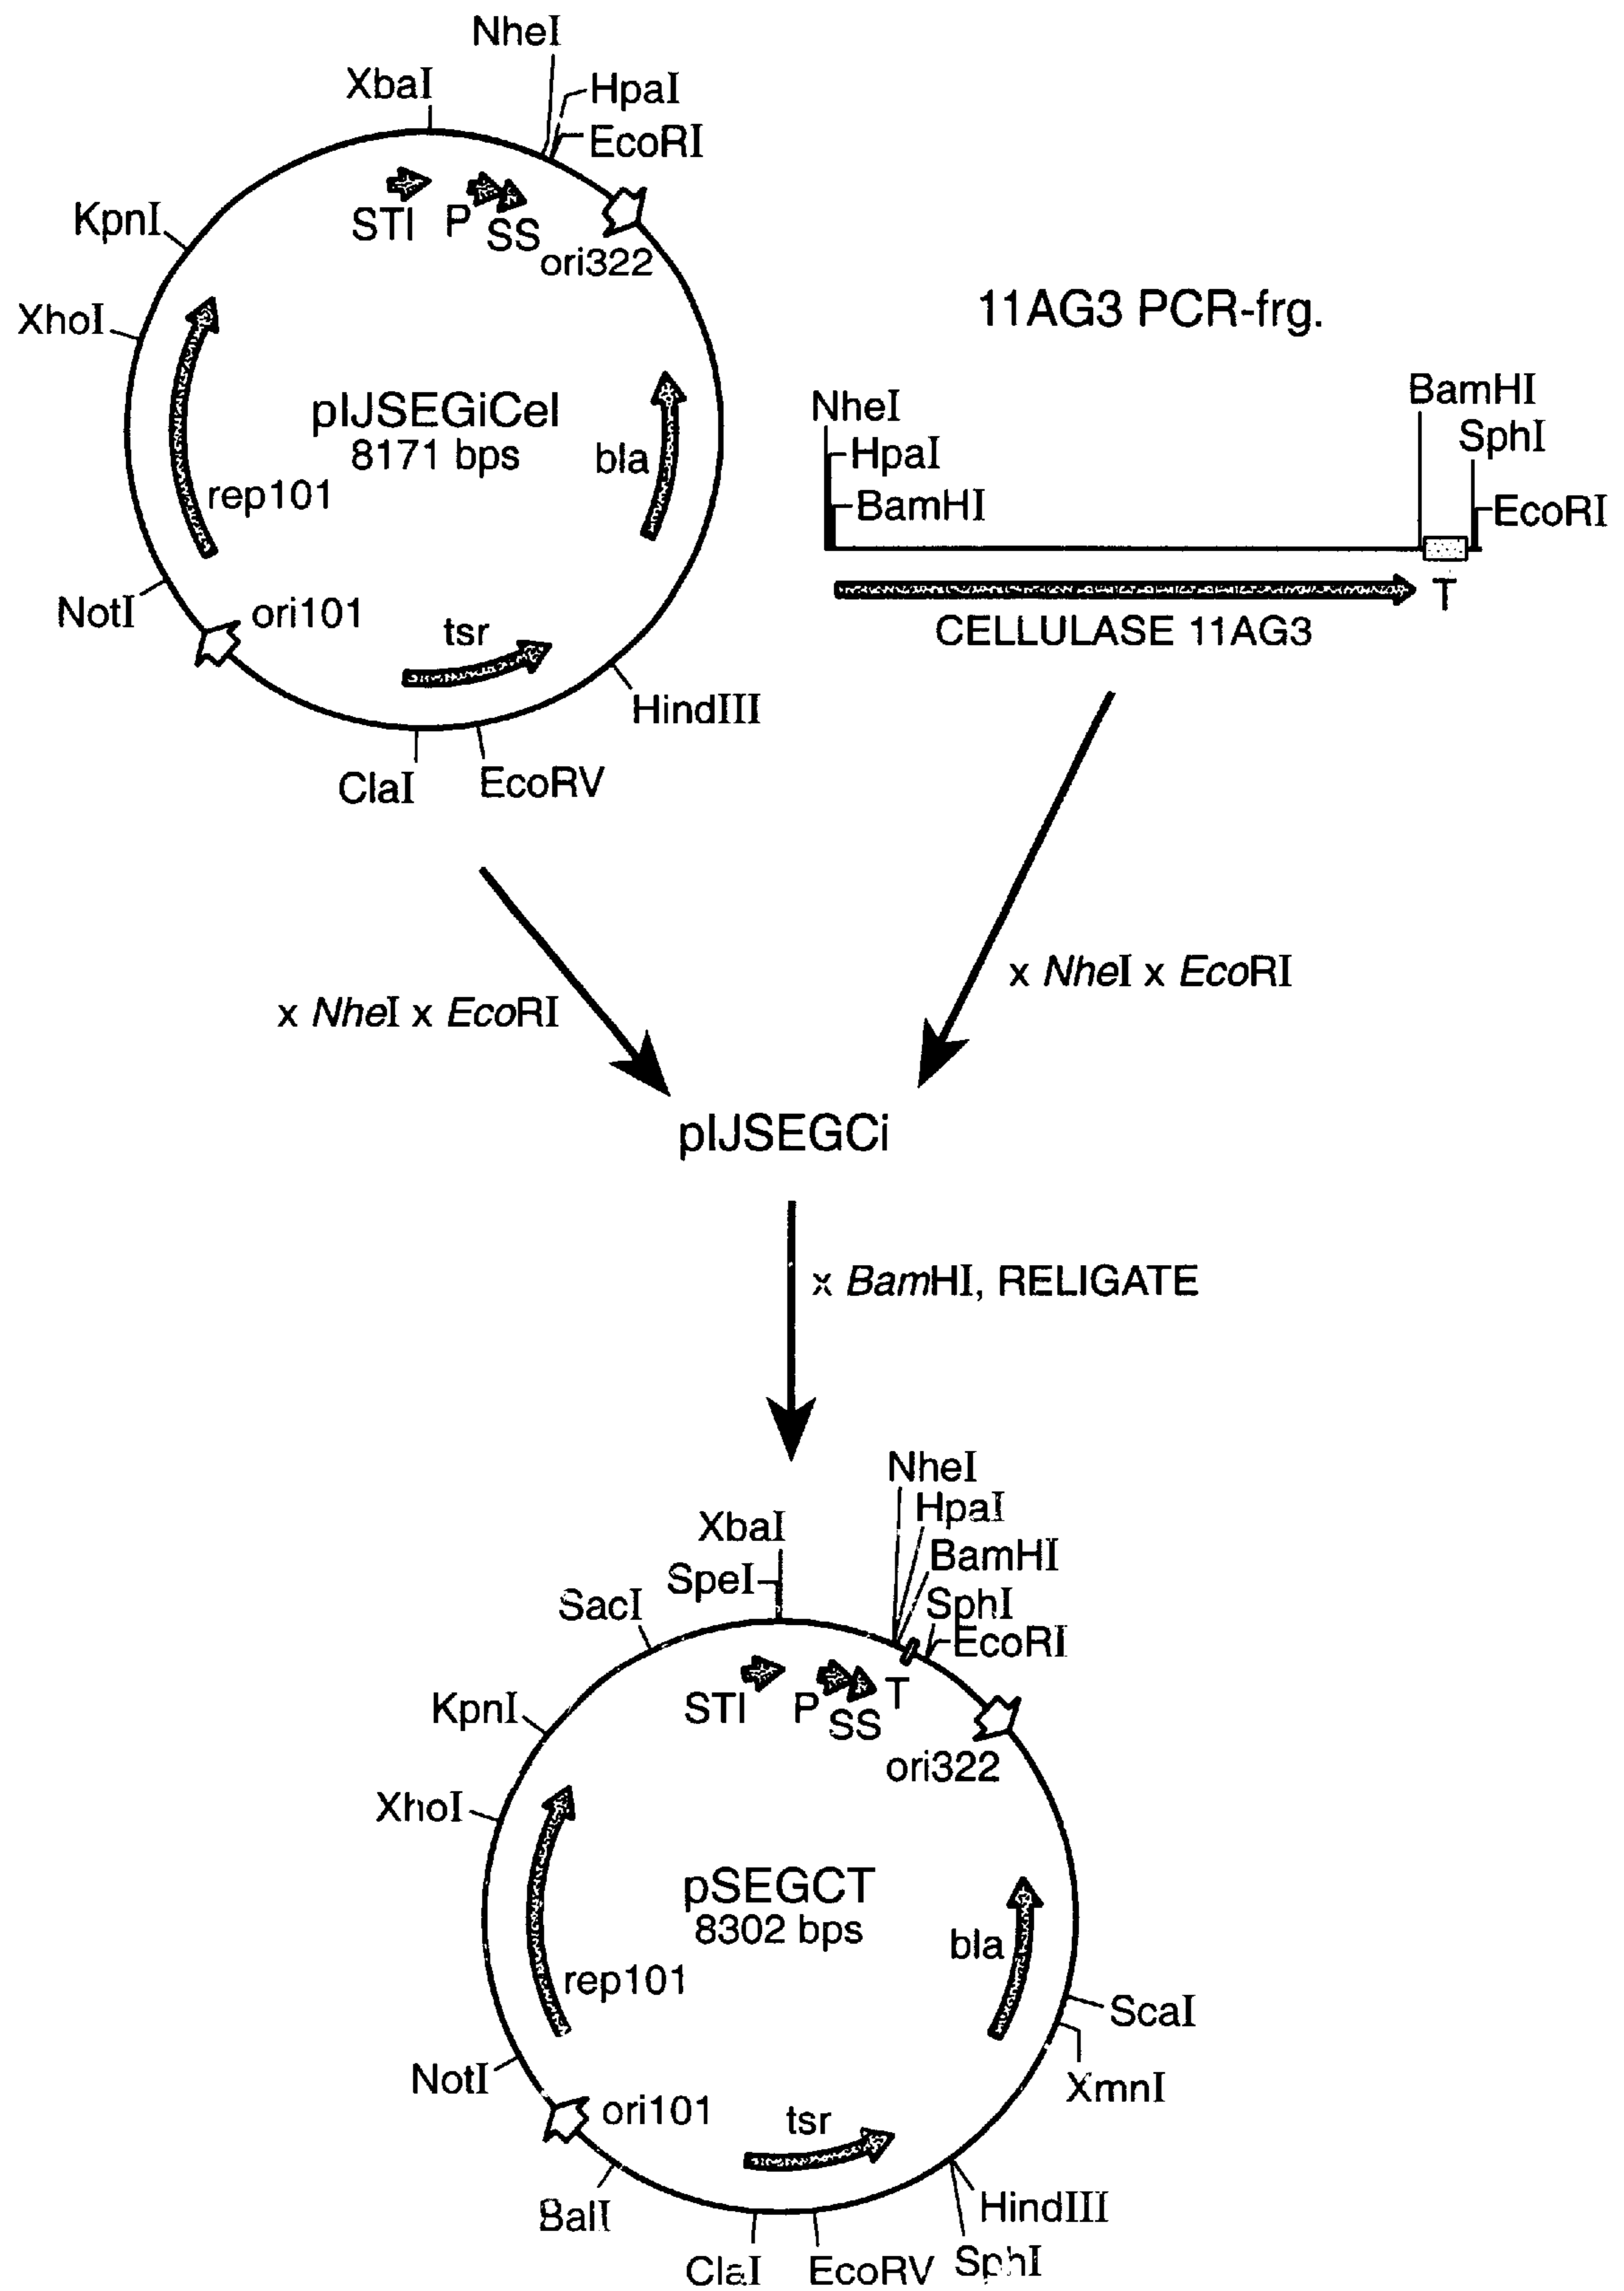 NheI
XbaI
HpaI
EcoRI
KpnI
STI
P
SS
ori322
XhoI
pIJSEGiCel
8171 bps
bla
rep101
NotI
ori101
tsr
HindIII
ClaI
EcoRV
11AG3 PCR-frg.
NheI
HpaI
BamHI
BamHI
SphI
EcoRI
T
CELLULASE 11AG3
x NheI x EcoRI
x NheI x EcoRI
pIJSEGCi
x BamHI, RELIGATE
NheI
HpaI
XbaI
BamHI
SpeI
SphI
SacI
EcoRI
STI
P
SS
T
KpnI
ori322
XhoI
pSEGCT
8302 bps
bla
rep101
ScaI
NotI
XmnI
ori101
tsr
BalI
HindIII
ClaI
EcoRV
SphI